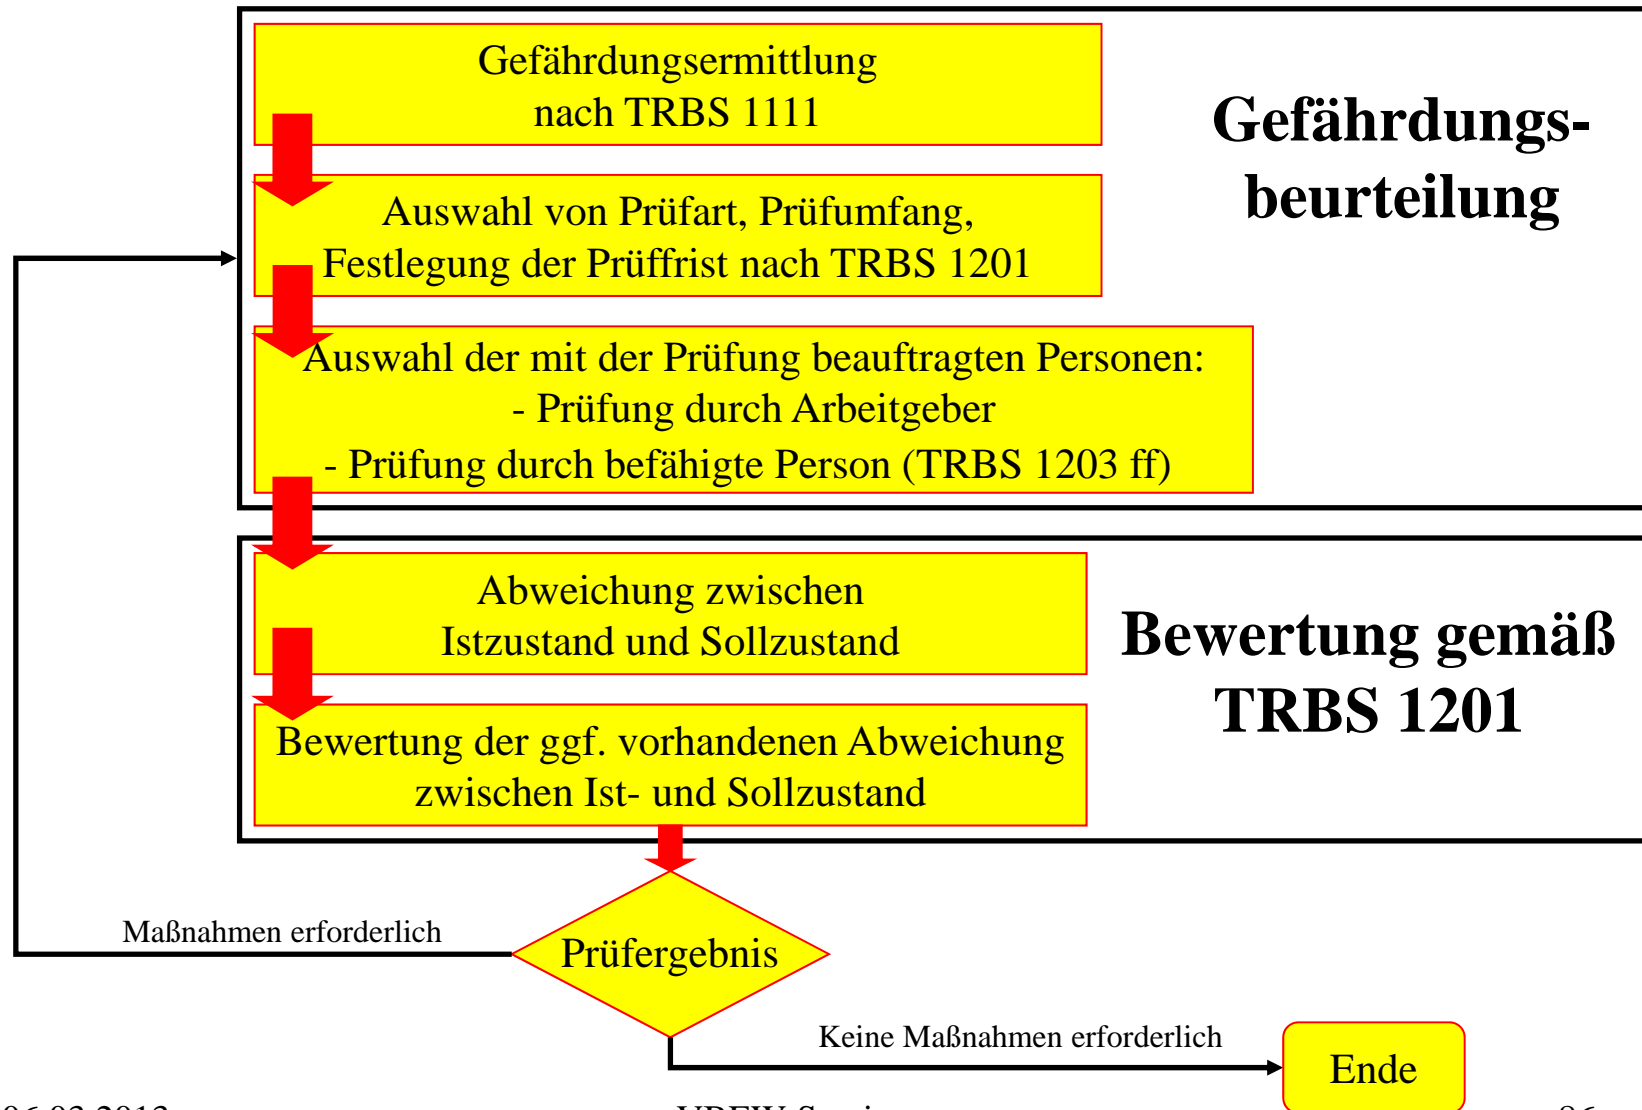 Gefährdungsermittlung
nach TRBS 1111
Gefährdungs-
beurteilung
Auswahl von Prüfart, Prüfumfang,
Festlegung der Prüffrist nach TRBS 1201
Auswahl der mit der Prüfung beauftragten Personen:
- Prüfung durch Arbeitgeber
- Prüfung durch befähigte Person (TRBS 1203 ff)
Abweichung zwischen
Istzustand und Sollzustand
Bewertung gemäß
TRBS 1201
Bewertung der ggf. vorhandenen Abweichung
zwischen Ist- und Sollzustand
Maßnahmen erforderlich
Prüfergebnis
Keine Maßnahmen erforderlich
Ende